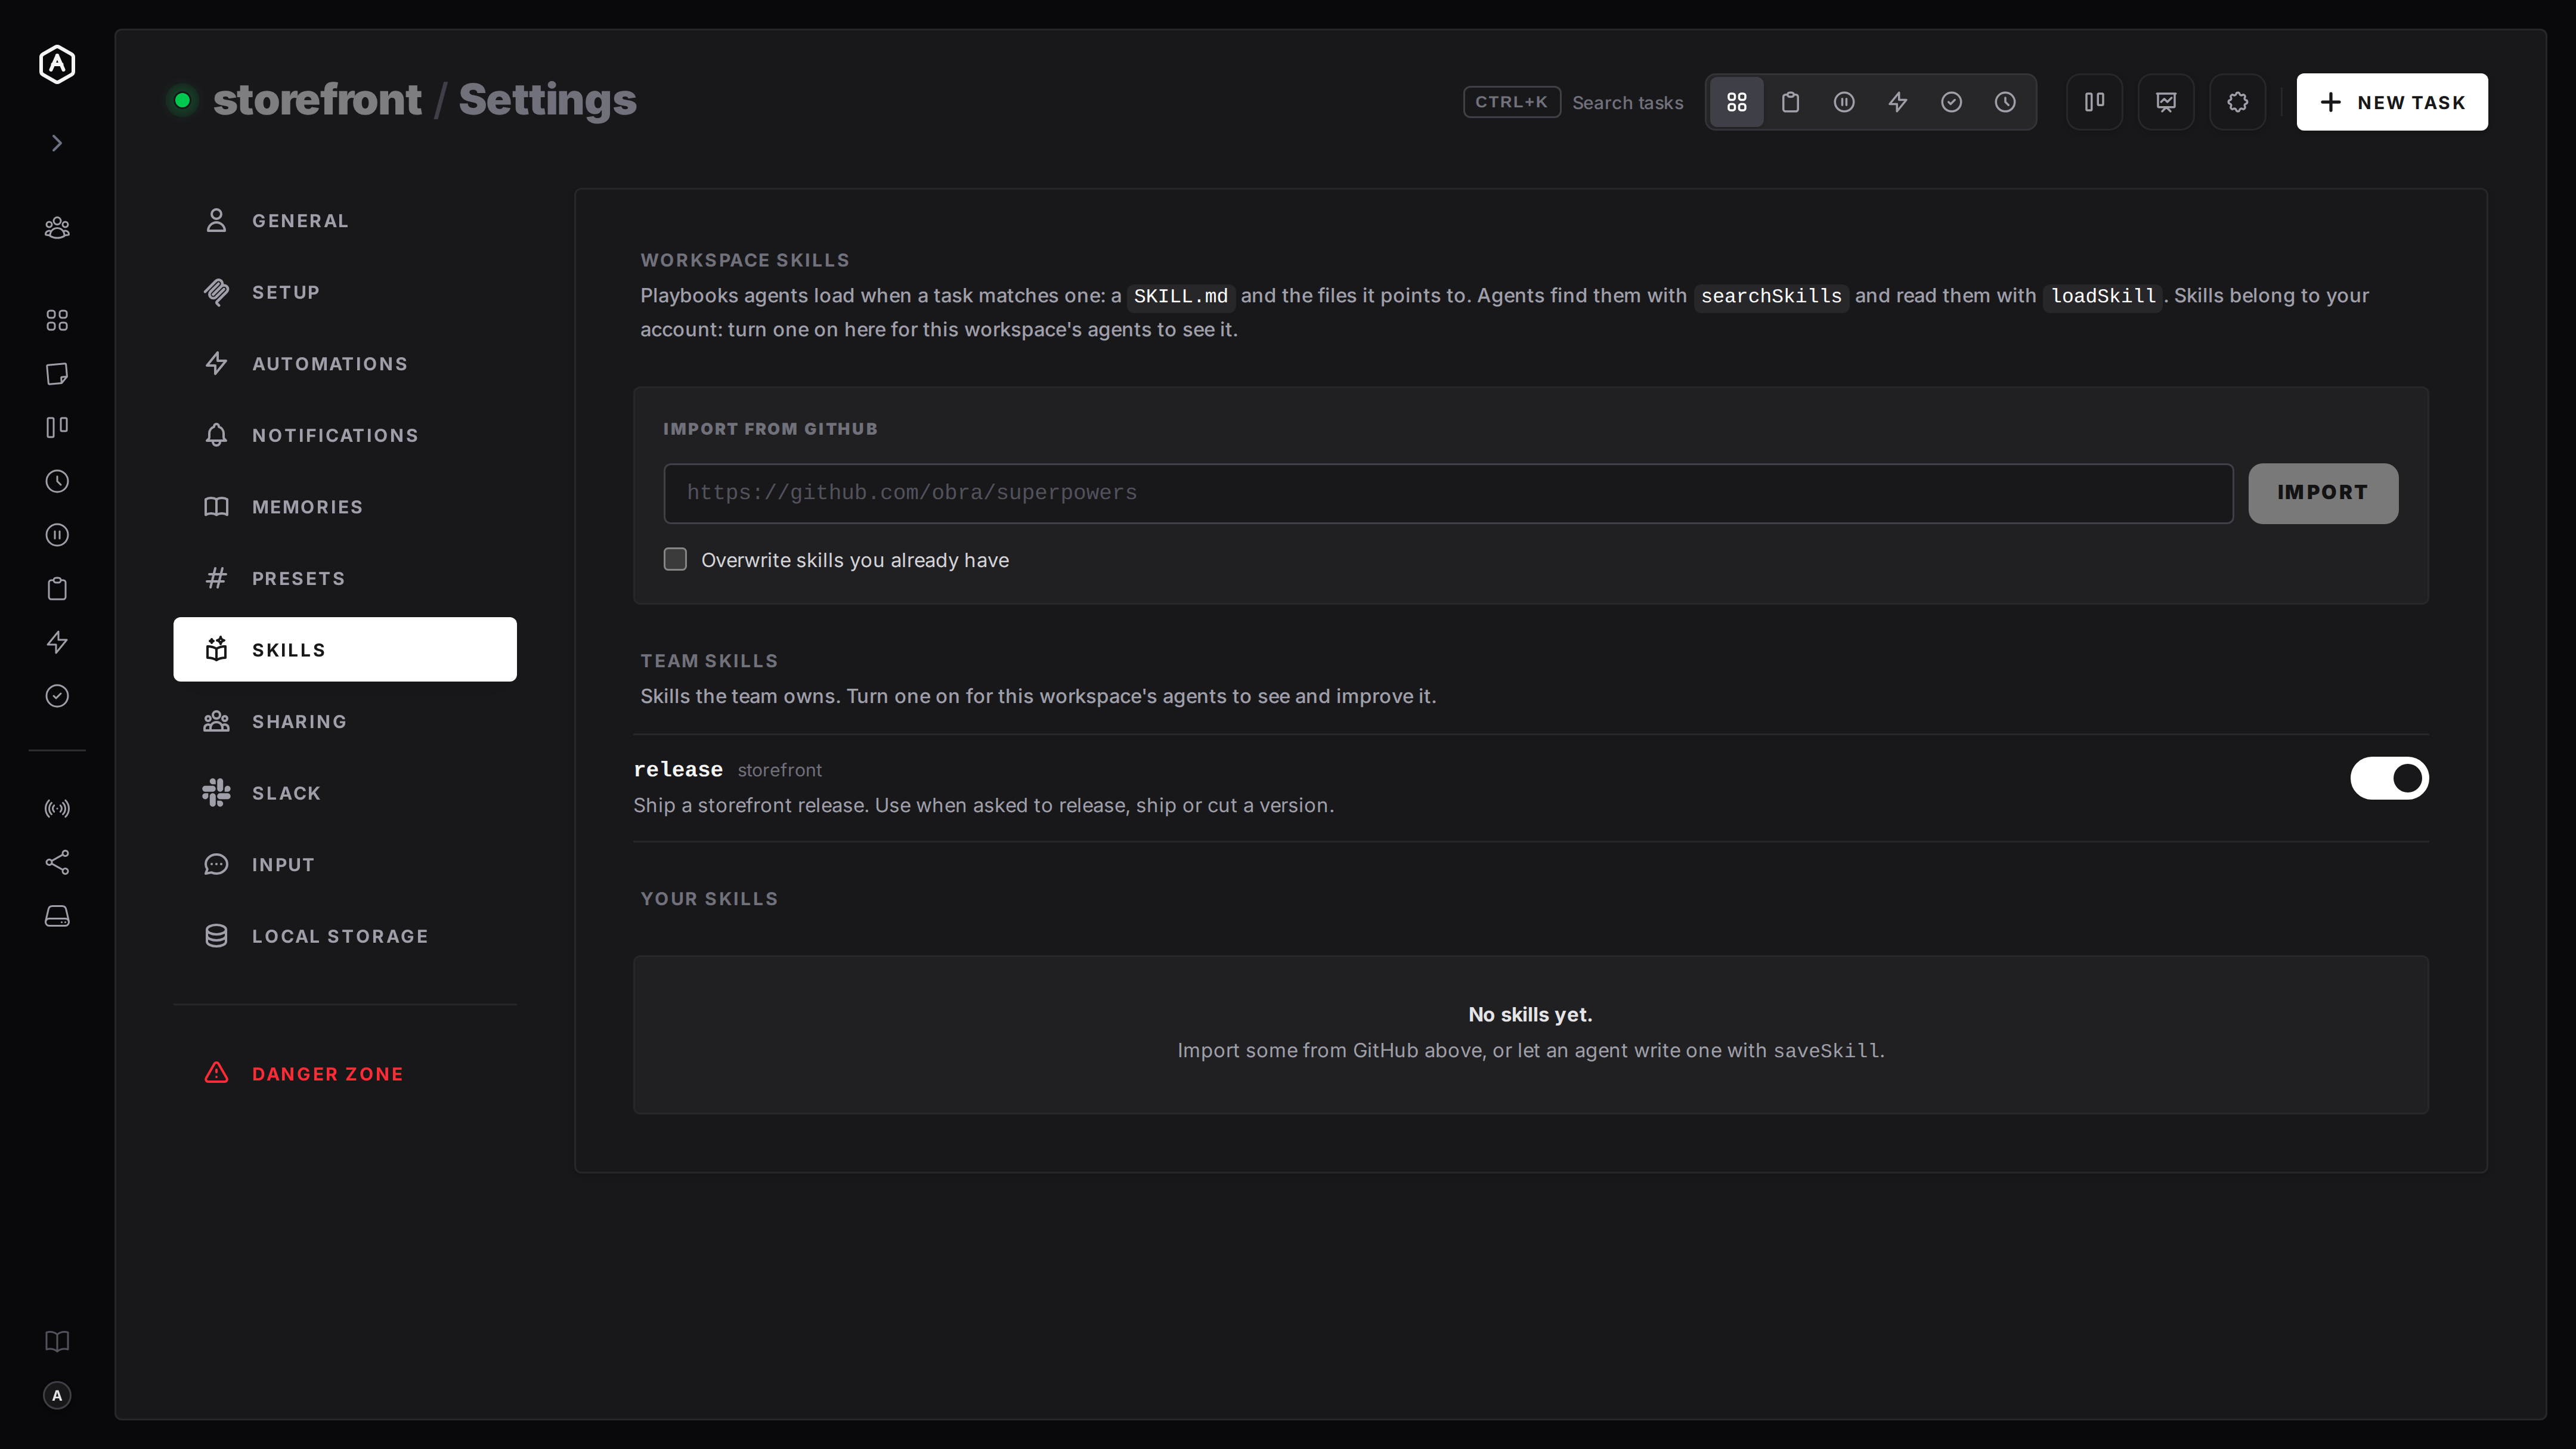 storefront / Settings
CTRL+K Search tasks
NEW TASK
GENERAL
SETUP
AUTOMATIONS
NOTIFICATIONS
MEMORIES
PRESETS
SKILLS
SHARING
SLACK
INPUT
LOCAL STORAGE
DANGER ZONE
WORKSPACE SKILLS
Playbooks agents load when a task matches one: a SKILL.md and the files it points to. Agents find them with searchSkills and read them with loadSkill. Skills belong to your
account: turn one on here for this workspace's agents to see it.
IMPORT FROM GITHUB
https://github.com/obra/superpowers
IMPORT
Overwrite skills you already have
TEAM SKILLS
Skills the team owns. Turn one on for this workspace's agents to see and improve it.
release storefront
Ship a storefront release. Use when asked to release, ship or cut a version.
YOUR SKILLS
No skills yet.
Import some from GitHub above, or let an agent write one with saveSkill.
A